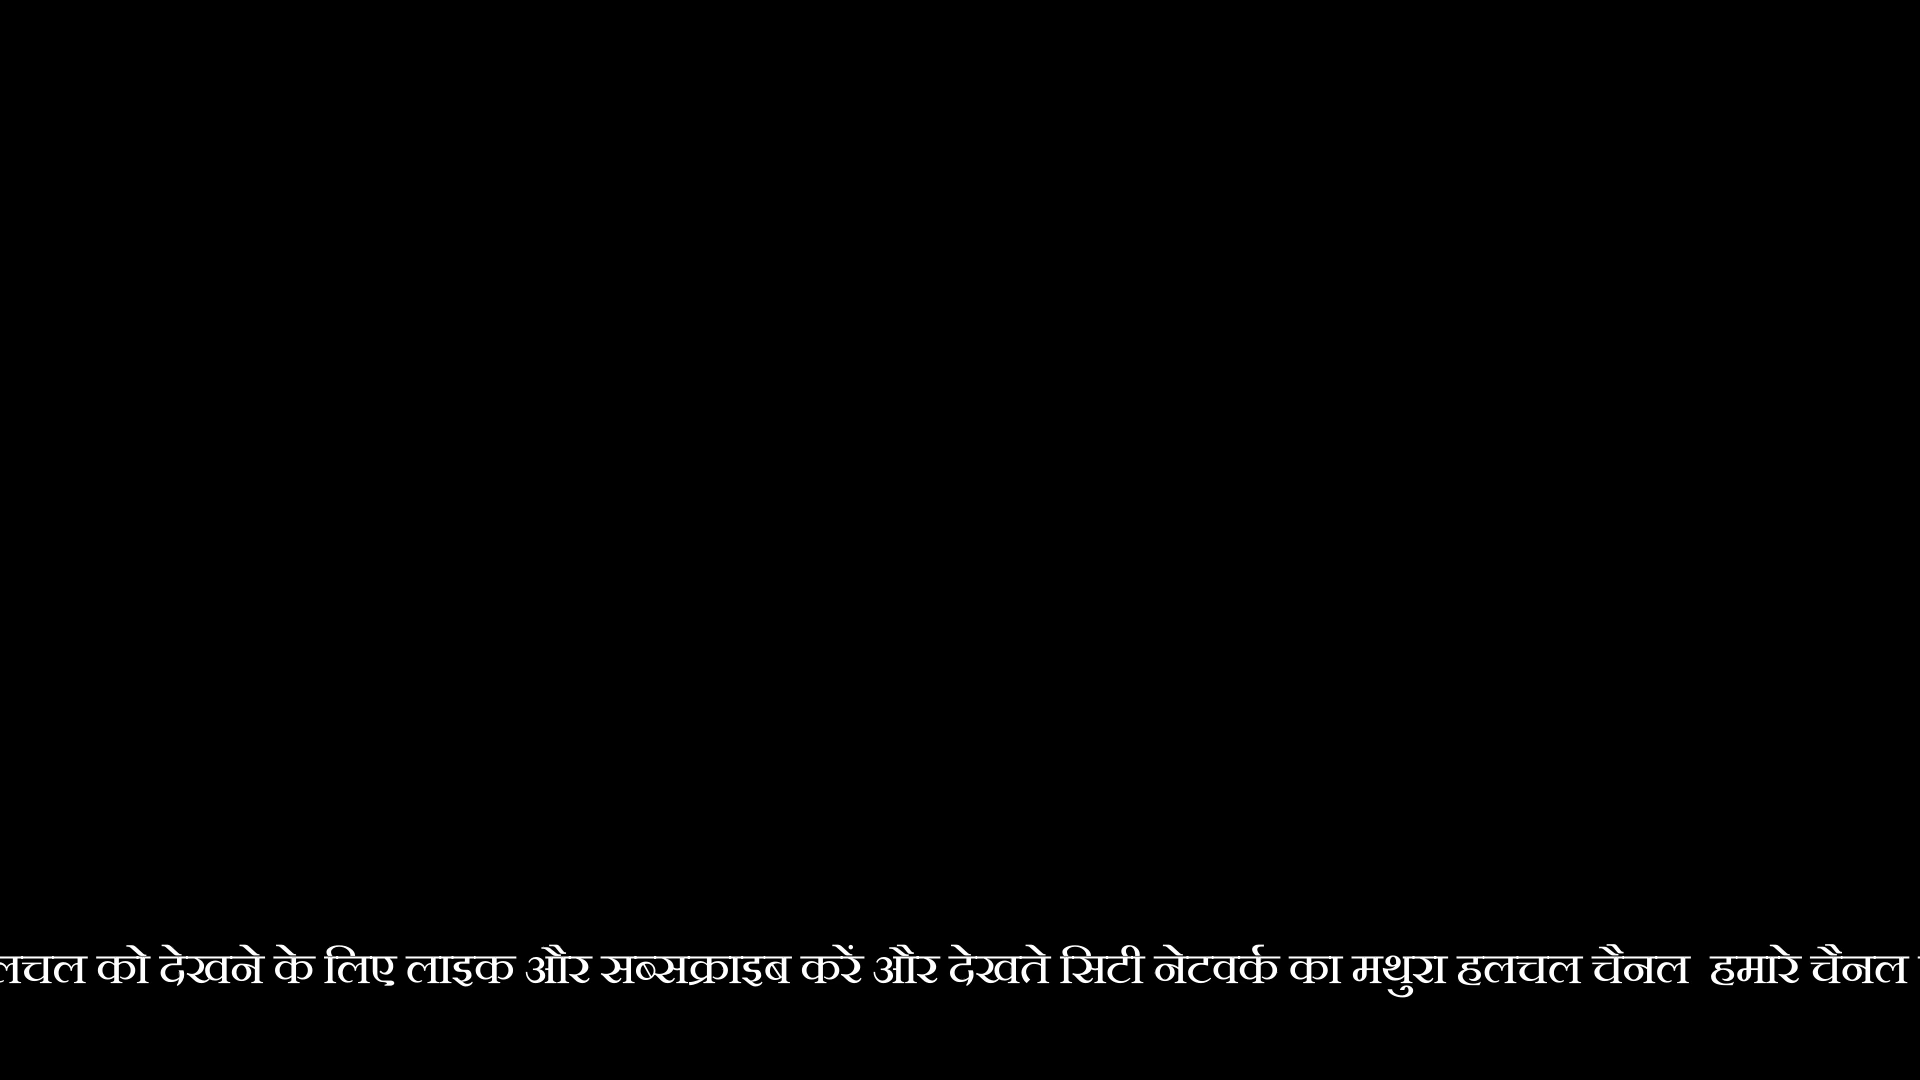 लचल को देखने के लिए लाइक और सब्सक्राइब करें और देखते सिटी नेटवर्क का मथुरा हलचल चैनल हमारे चैनल